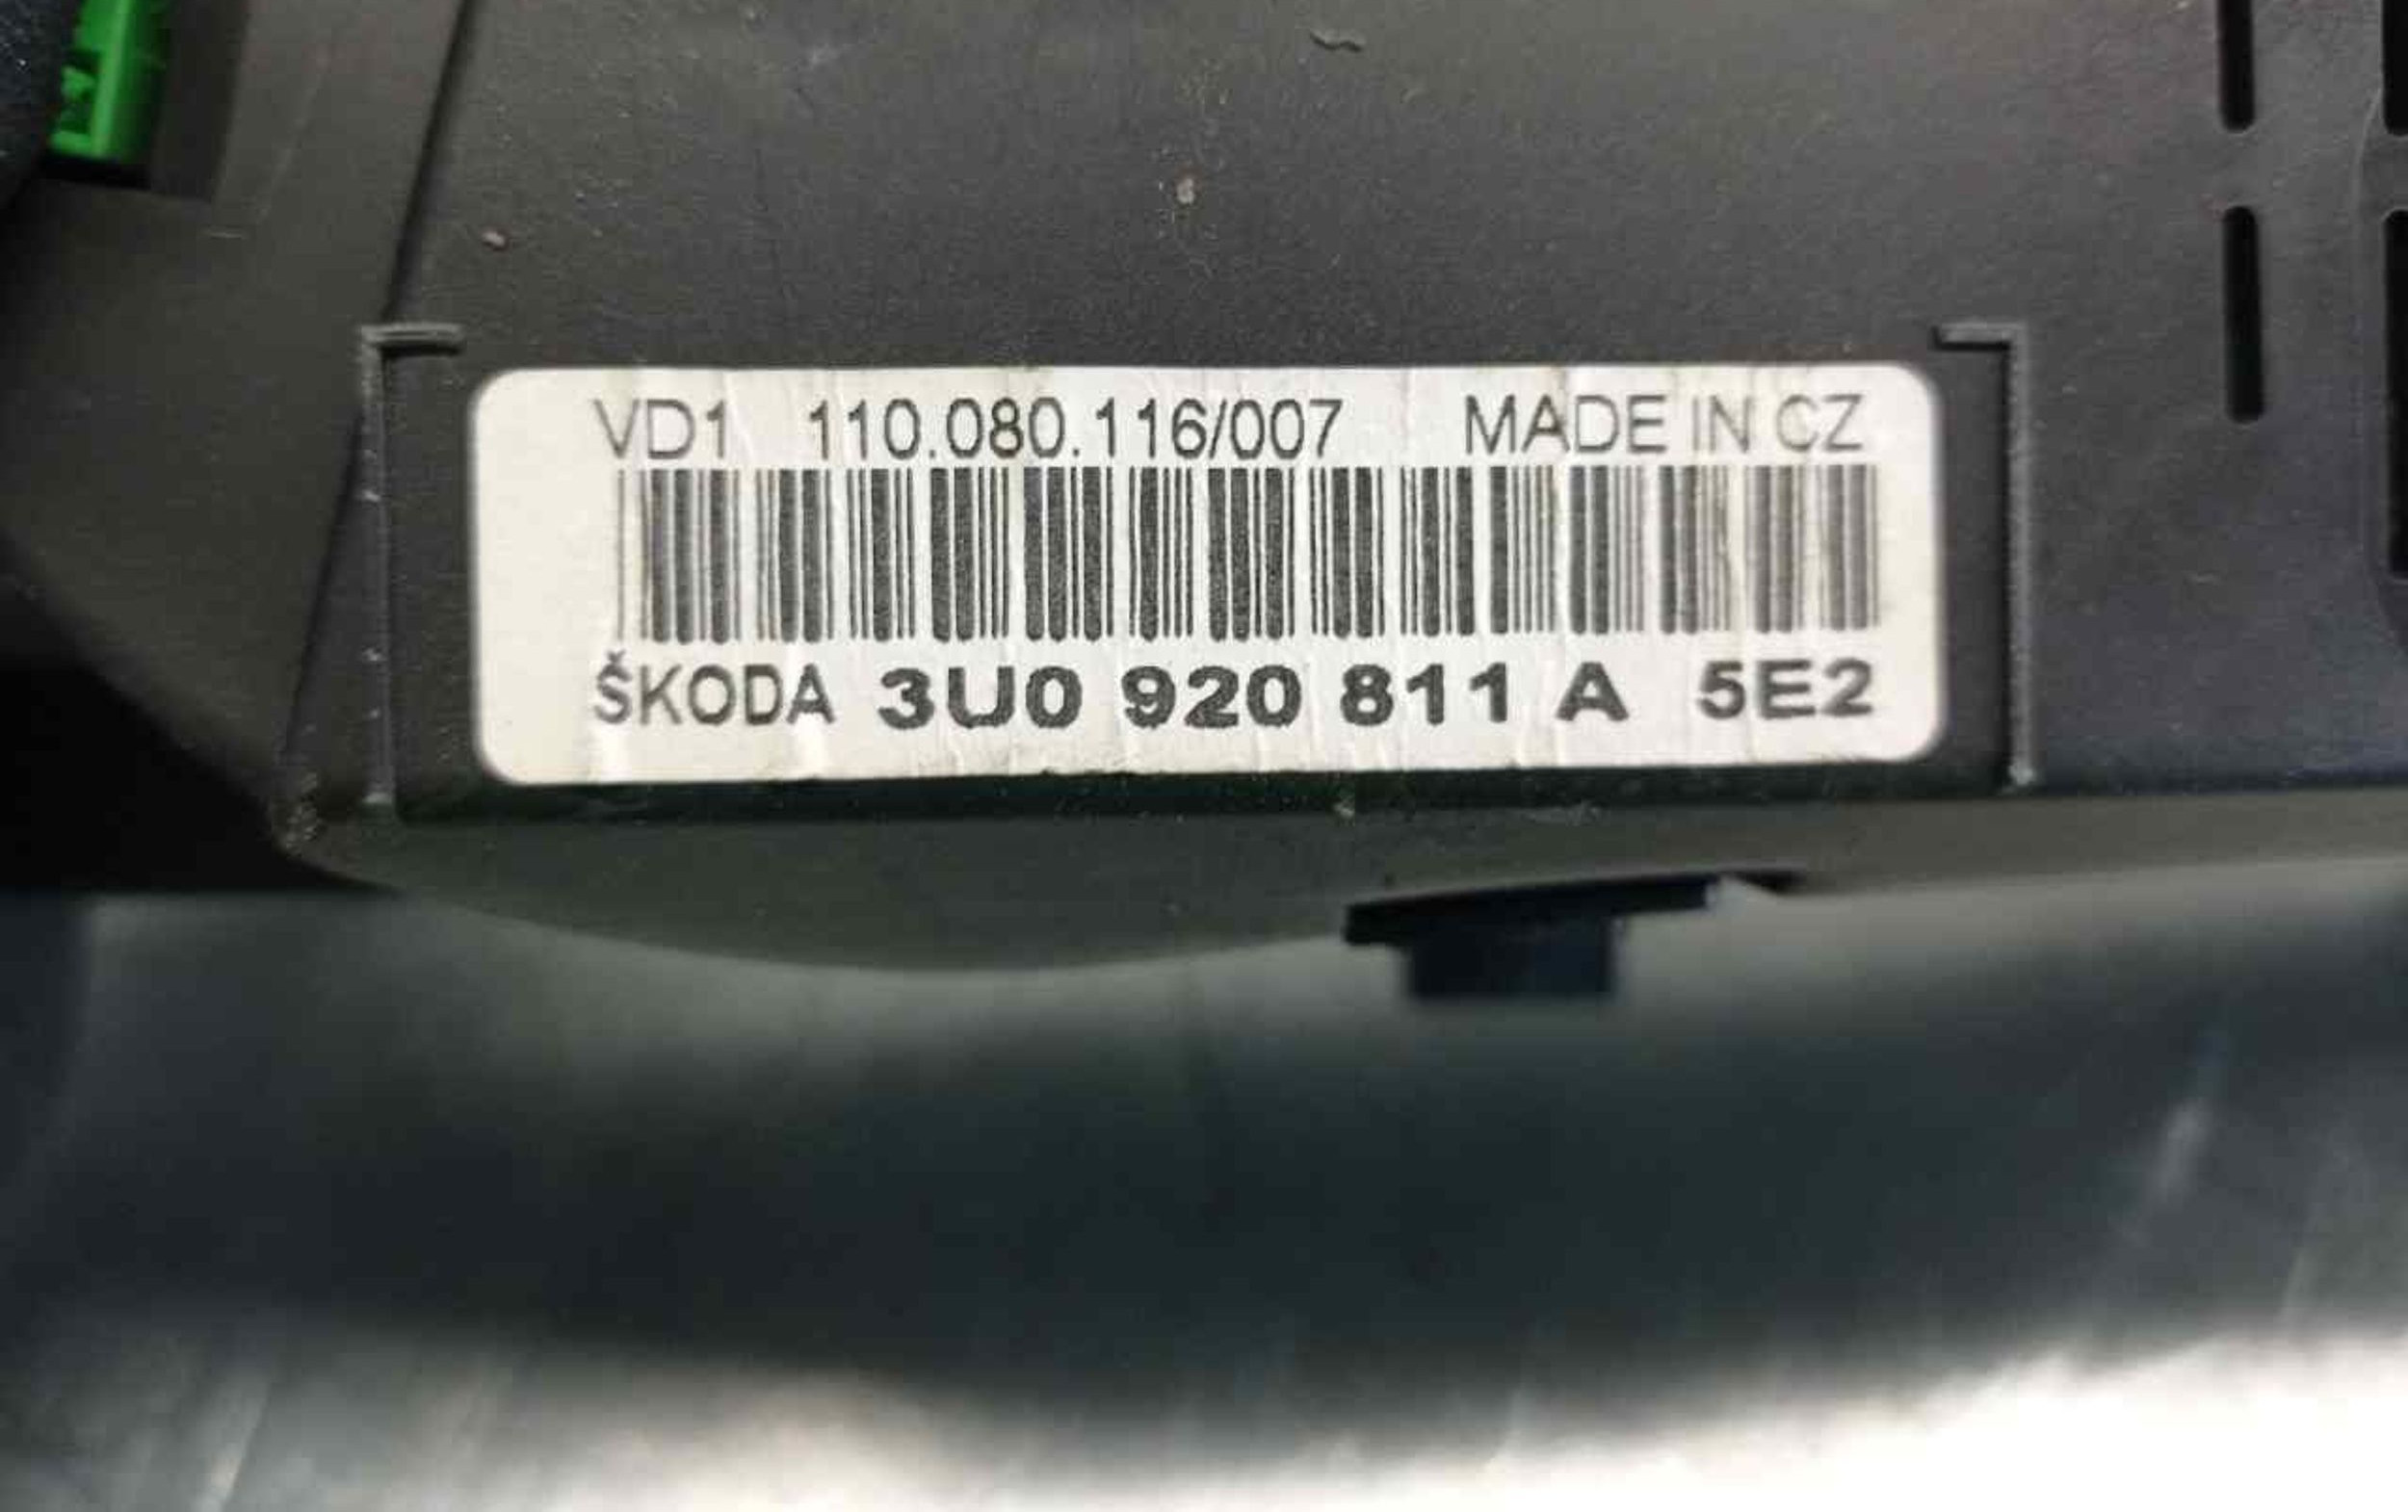 VD1 110.080.116/007 MADE IN CZ
ŠKODA 3U0 920 811 A 5E2